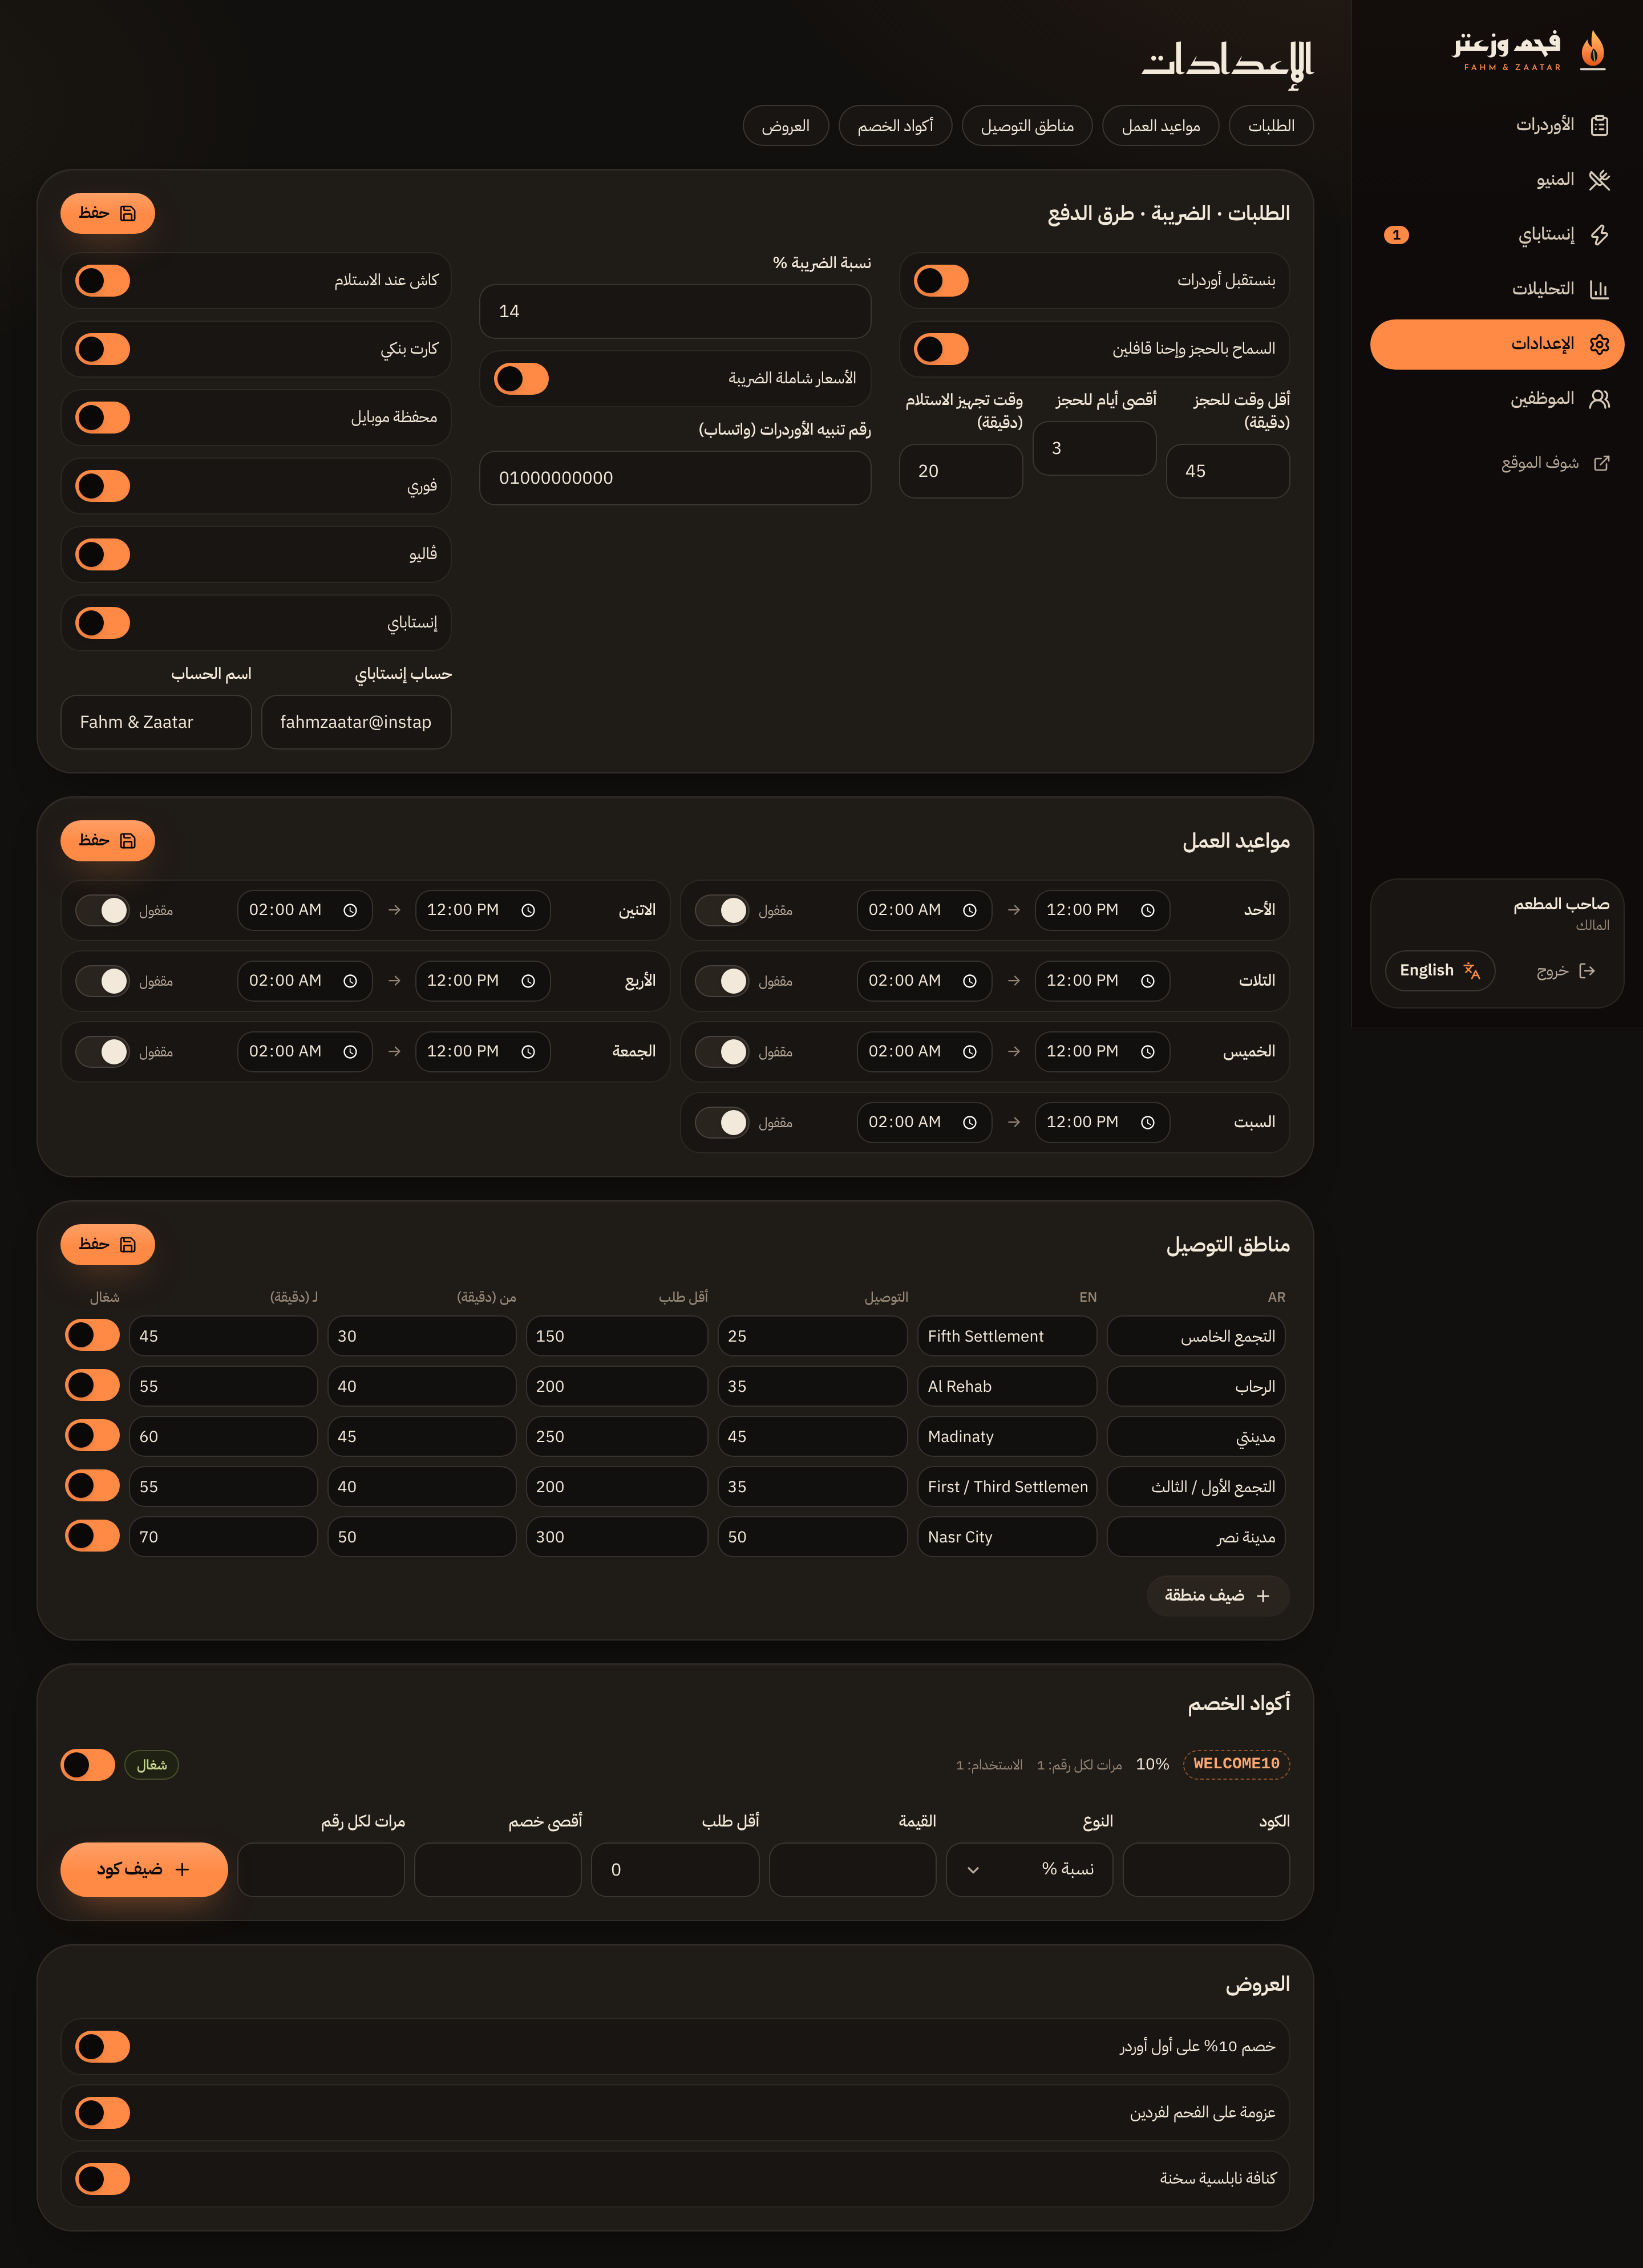 فحم وزعتر
FAHM & ZAATAR
الأوردرات
المنيو
إنستاباي 1
التحليلات
الإعدادات
الموظفين
شوف الموقع
صاحب المطعم
المالك
خروج English
الإعدادات
الطلبات مواعيد العمل مناطق التوصيل أكواد الخصم العروض
الطلبات · الضريبة · طرق الدفع حفظ
بنستقبل أوردرات
السماح بالحجز وإحنا قافلين
أقل وقت للحجز (دقيقة) أقصى أيام للحجز وقت تجهيز الاستلام (دقيقة)
45 3 20
نسبة الضريبة %
14
الأسعار شاملة الضريبة
رقم تنبيه الأوردرات (واتساب)
01000000000
كاش عند الاستلام
كارت بنكي
محفظة موبايل
فوري
ڤاليو
إنستاباي
حساب إنستاباي اسم الحساب
fahmzaatar@instap Fahm & Zaatar
مواعيد العمل حفظ
الأحد 12:00 PM → 02:00 AM مقفول
الاتنين 12:00 PM → 02:00 AM مقفول
التلات 12:00 PM → 02:00 AM مقفول
الأربع 12:00 PM → 02:00 AM مقفول
الخميس 12:00 PM → 02:00 AM مقفول
الجمعة 12:00 PM → 02:00 AM مقفول
السبت 12:00 PM → 02:00 AM مقفول
مناطق التوصيل حفظ
AR EN التوصيل أقل طلب من (دقيقة) لـ (دقيقة) شغال
التجمع الخامس Fifth Settlement 25 150 30 45
الرحاب Al Rehab 35 200 40 55
مدينتي Madinaty 45 250 45 60
التجمع الأول / الثالث First / Third Settlemen 35 200 40 55
مدينة نصر Nasr City 50 300 50 70
ضيف منطقة
أكواد الخصم
WELCOME10 10% مرات لكل رقم: 1 الاستخدام: 1 شغال
الكود النوع القيمة أقل طلب أقصى خصم مرات لكل رقم
نسبة % 0 ضيف كود
العروض
خصم 10% على أول أوردر
عزومة على الفحم لفردين
كنافة نابلسية سخنة